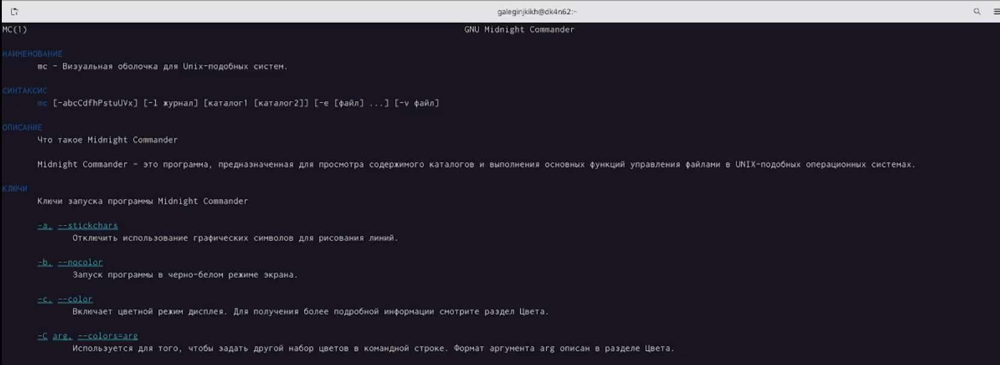 galeginjkikh@dk4n62:~
MC(1) GNU Midnight Commander
НАИМЕНОВАНИЕ
mc - Визуальная оболочка для Unix-подобных систем.
СИНТАКСИС
mc [-abcCdfhPstuUVx] [-l журнал] [каталог1 [каталог2]] [-e [файл] ...] [-v файл]
ОПИСАНИЕ
Что такое Midnight Commander
Midnight Commander - это программа, предназначенная для просмотра содержимого каталогов и выполнения основных функций управления файлами в UNIX-подобных операционных системах.
КЛЮЧИ
Ключи запуска программы Midnight Commander
-a, --stickchars
Отключить использование графических символов для рисования линий.
-b, --nocolor
Запуск программы в черно-белом режиме экрана.
-c, --color
Включает цветной режим дисплея. Для получения более подробной информации смотрите раздел Цвета.
-C arg, --colors=arg
Используется для того, чтобы задать другой набор цветов в командной строке. Формат аргумента arg описан в разделе Цвета.